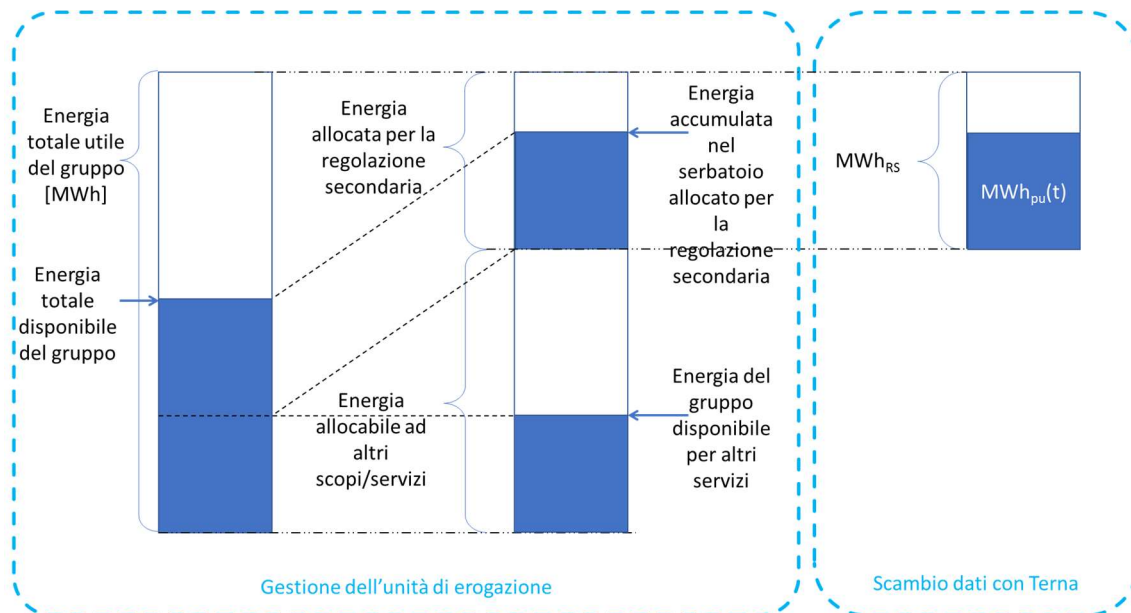 Energia
totale utile
del gruppo
[MWh]
Energia
totale
disponibile
del gruppo
Energia
allocata per la
regolazione
secondaria
Energia
allocabile ad
altri
scopi/servizi
Energia
accumulata
nel
serbatoio
allocato per
la
regolazione
secondaria
Energia del
gruppo
disponibile
per altri
servizi
Gestione dell'unità di erogazione
MWhRS
MWhpu(t)
Scambio dati con Terna